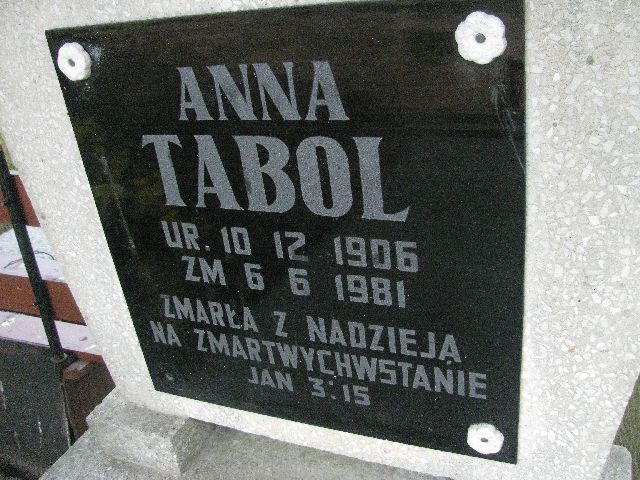 ANNA
TABOL
UR. 10 12 1906
ZM 6 6 1981
ZMARŁA Z NADZIEJĄ
NA ZMARTWYCHWSTANIE
JAN 3:15